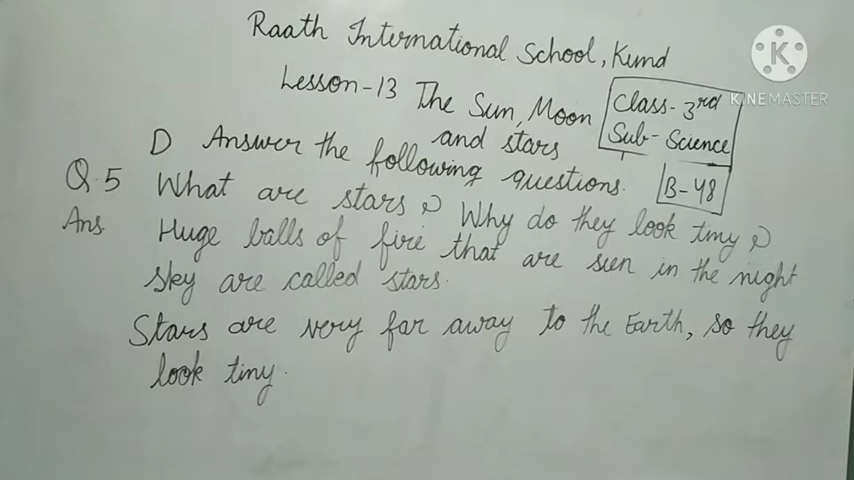 Raath International School, Kund
Lesson-13 The Sun, Moon and stars
Class- 3rd
Sub- Science
B-48
D Answer the following questions.
Q.5 What are stars? Why do they look tiny?
Ans. Huge balls of fire that are seen in the night
sky are called stars.
Stars are very far away to the Earth, so they
look tiny.
K
KINEMASTER